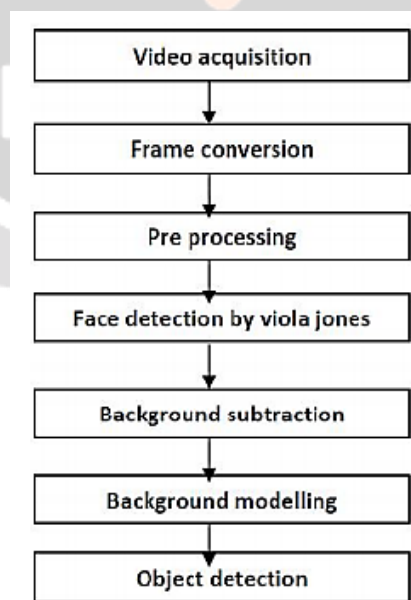 Video acquisition
Frame conversion
Pre processing
Face detection by viola jones
Background subtraction
Background modelling
Object detection